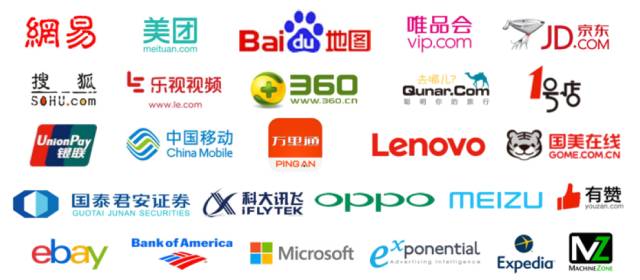 網易
美团
meituan.com
Baidu地图
唯品会
vip.com
京东
JD.COM
搜狐
SOHU.com
乐视视频
www.le.com
360
www.360.cn
去哪儿?
Qunar.Com
聪明你的旅行
1号店
UnionPay
银联
中国移动
China Mobile
万里通
PINGAN
Lenovo
国美在线
GOME.COM.CN
国泰君安证券
GUOTAI JUNAN SECURITIES
科大讯飞
iFLYTEK
oppo
MEIZU
有赞
youzan.com
ebay
Bank of America
Microsoft
exponential
Advertising Intelligence
Expedia
MZ
MACHINEZONE